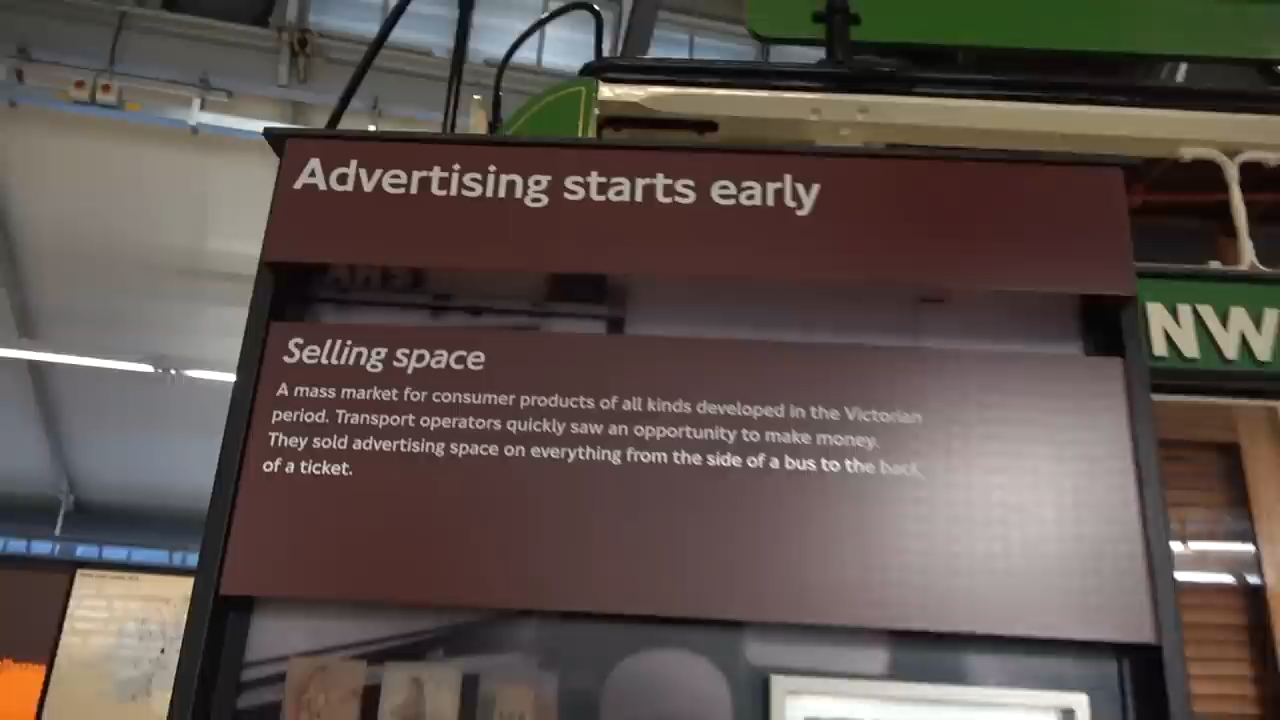 Advertising starts early
Selling space
A mass market for consumer products of all kinds developed in the Victorian
period. Transport operators quickly saw an opportunity to make money.
They sold advertising space on everything from the side of a bus to the back
of a ticket.
NW